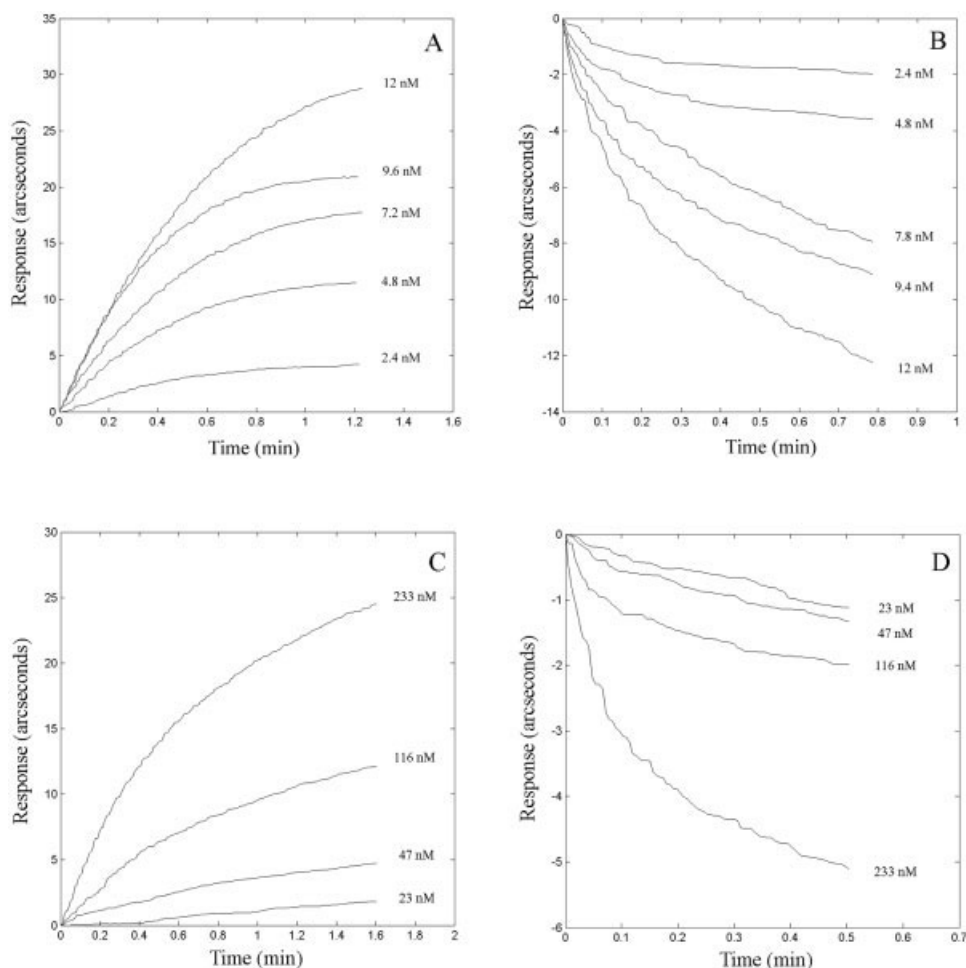 A
35
30
25
20
15
10
5
0
0
0.2
0.4
0.6
0.8
1
1.2
1.4
1.6
Response (arcseconds)
Time (min)
12 nM
9.6 nM
7.2 nM
4.8 nM
2.4 nM
B
0
-2
-4
-6
-8
-10
-12
-14
0
0.1
0.2
0.3
0.4
0.5
0.6
0.7
0.8
0.9
1
Response (arcseconds)
Time (min)
2.4 nM
4.8 nM
7.8 nM
9.4 nM
12 nM
C
30
25
20
15
10
5
0
0
0.2
0.4
0.6
0.8
1
1.2
1.4
1.6
1.8
2
Response (arcseconds)
Time (min)
233 nM
116 nM
47 nM
23 nM
D
0
-1
-2
-3
-4
-5
-6
0
0.1
0.2
0.3
0.4
0.5
0.6
0.7
Response (arcseconds)
Time (min)
23 nM
47 nM
116 nM
233 nM